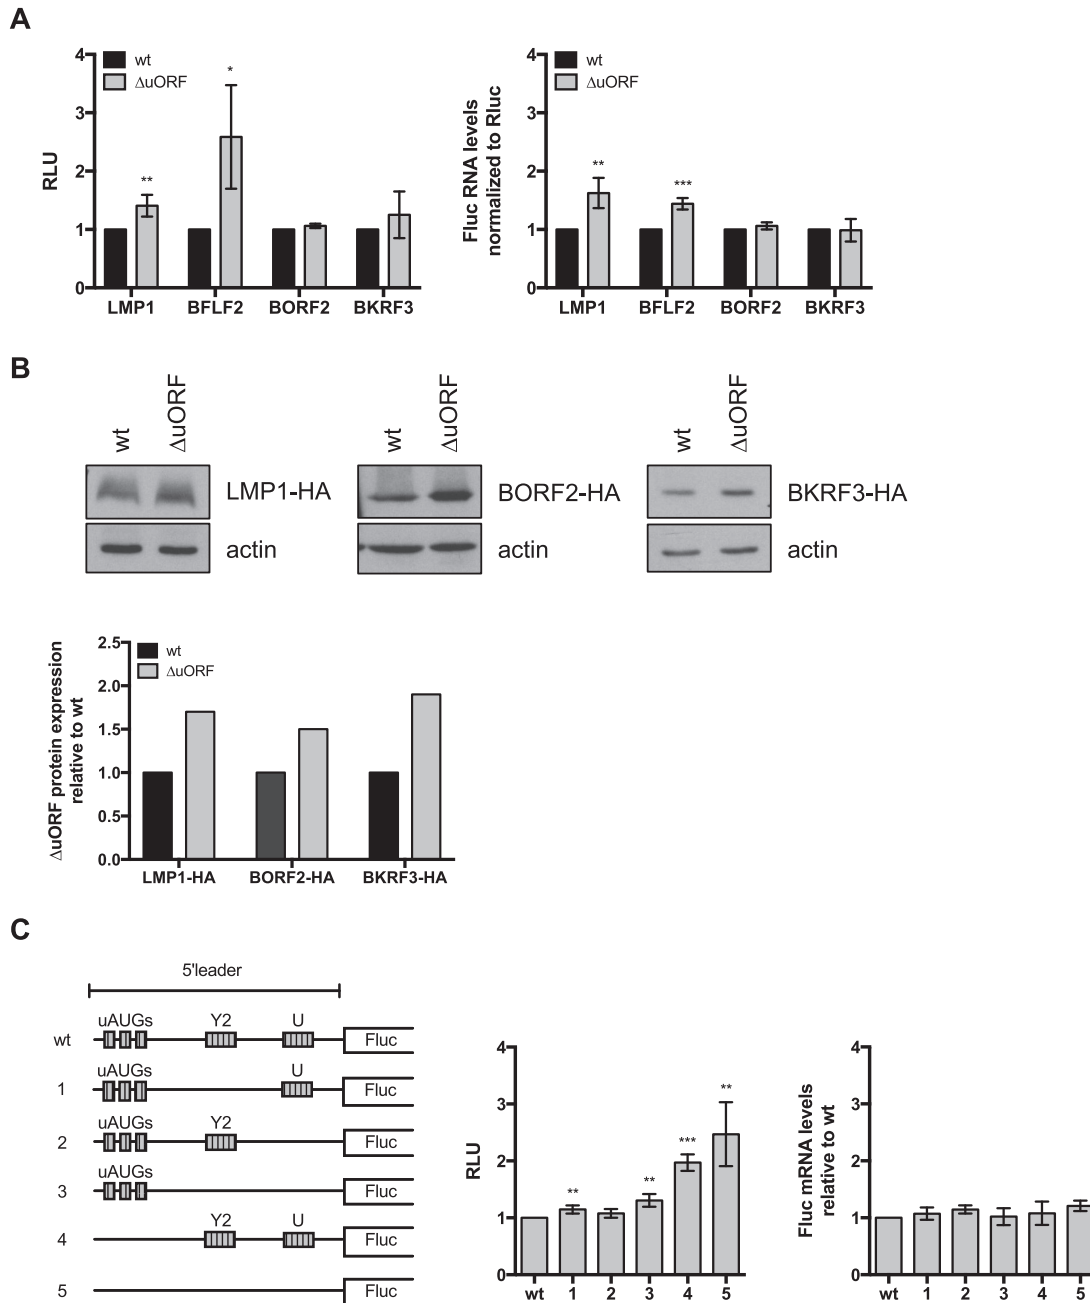 A
4
3
2
1
0
RLU
wt
ΔuORF
**
*
LMP1
BFLF2
BORF2
BKRF3
4
3
2
1
0
Fluc RNA levels
normalized to Rluc
wt
ΔuORF
**
***
LMP1
BFLF2
BORF2
BKRF3
B
wt
ΔuORF
LMP1-HA
actin
wt
ΔuORF
BORF2-HA
actin
wt
ΔuORF
BKRF3-HA
actin
2.5
2.0
1.5
1.0
0.5
0.0
ΔuORF protein expression
relative to wt
wt
ΔuORF
LMP1-HA
BORF2-HA
BKRF3-HA
C
5'leader
uAUGs Y2 U
wt Fluc
uAUGs U
1 Fluc
uAUGs Y2
2 Fluc
uAUGs
3 Fluc
Y2 U
4 Fluc
5 Fluc
4
3
2
1
0
RLU
**
**
***
**
wt 1 2 3 4 5
4
3
2
1
0
Fluc mRNA levels
relative to wt
wt 1 2 3 4 5